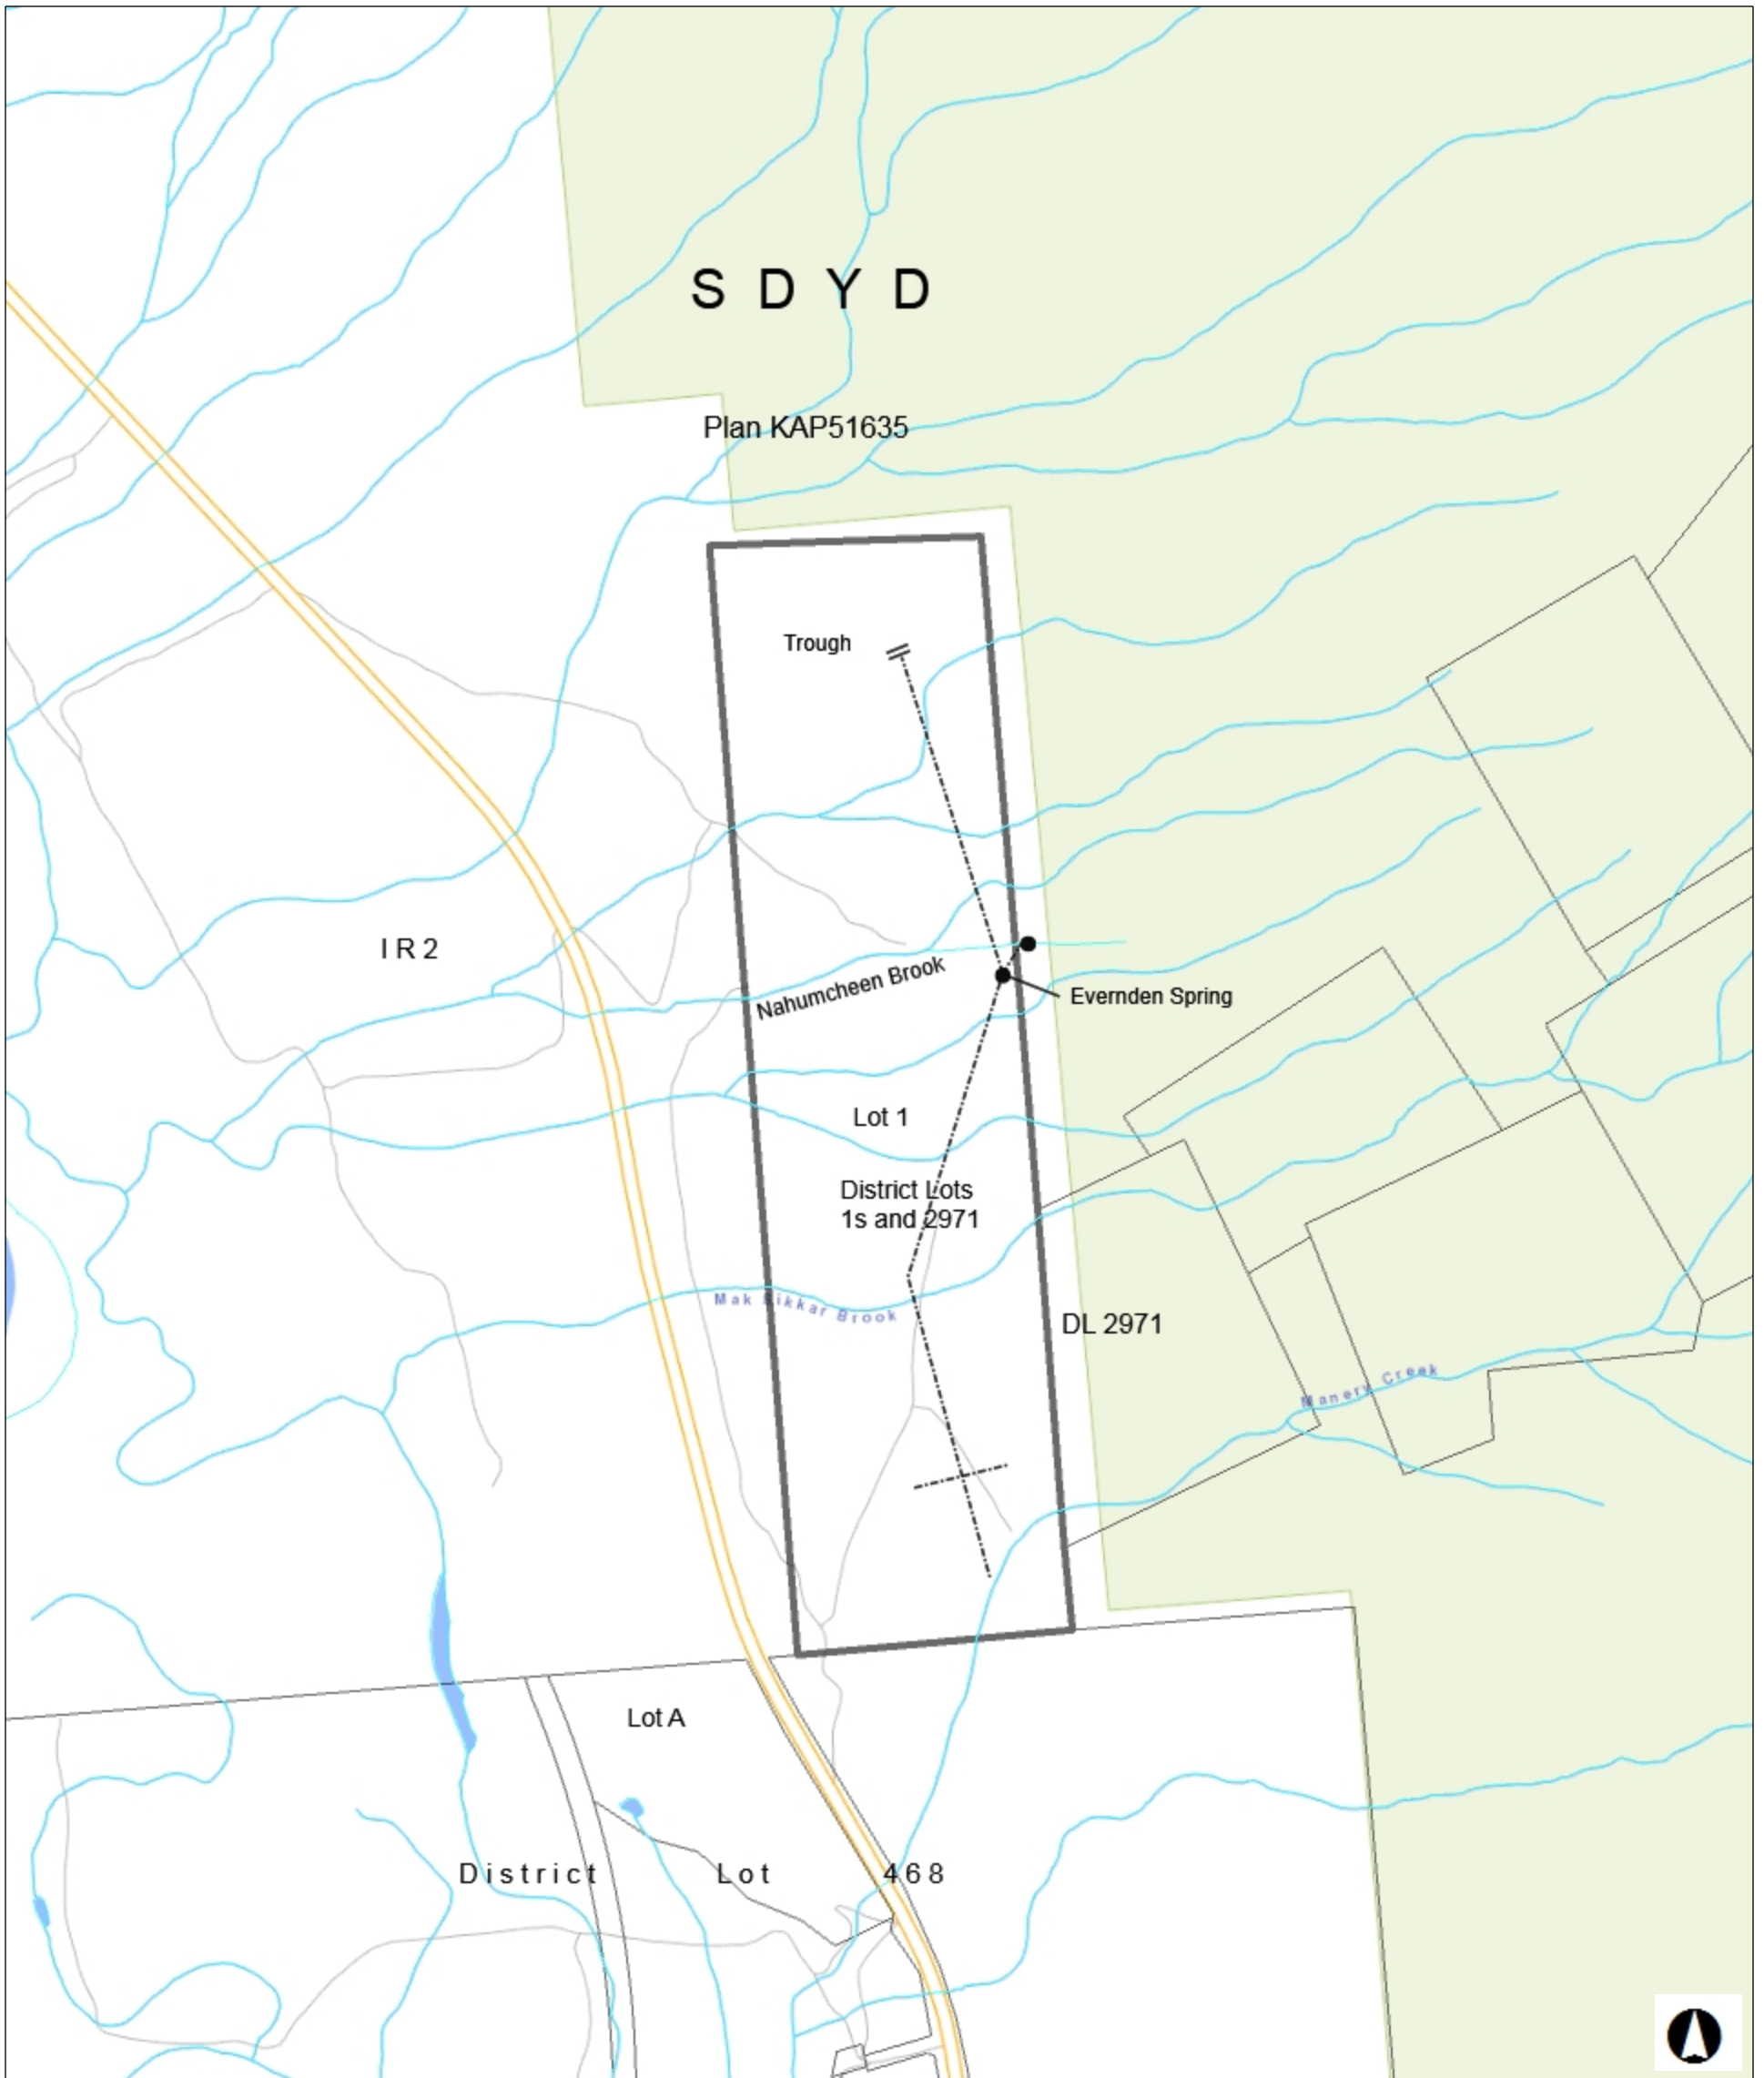 S D Y D
Plan KAP51635
Trough
I R 2
Nahumcheen Brook
Evernden Spring
Lot 1
District Lots
1s and 2971
Mak Sikkar Brook
DL 2971
Manery Creek
Lot A
District Lot 468